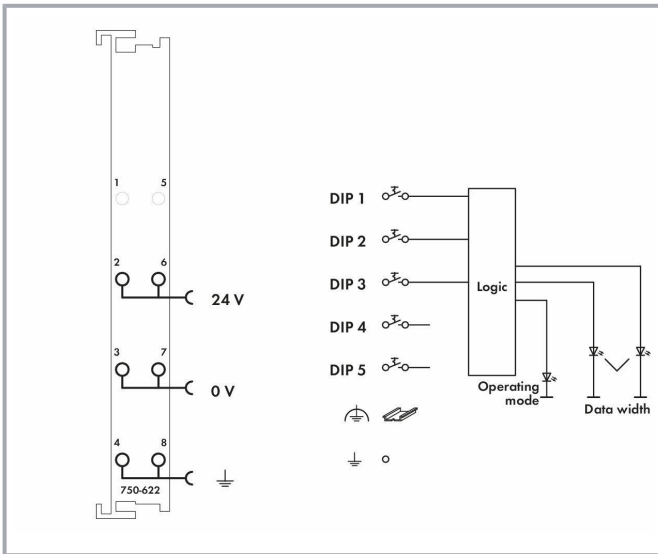 1 5
2 6
24 V
3 7
0 V
4 8
750-622
DIP 1
DIP 2
DIP 3
DIP 4
DIP 5
Logic
Operating
mode
Data width